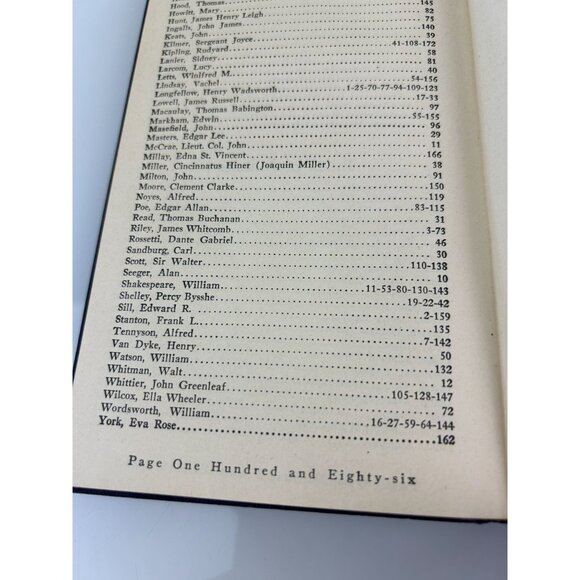 Hood, Thomas
Howitt, Mary 145
Hunt, James Henry Leigh 82
Ingalls, John James 75
Keats, John 140
Kilmer, Sergeant Joyce 39
Kipling, Rudyard 41-108-172
Lanier, Sidney 58
Larcom, Lucy 81
Letts, Winifred M. 40
Lindsay, Vachel 54-156
Longfellow, Henry Wadsworth 1-25-70-77-94-109-123
Lowell, James Russell 17-33
Macaulay, Thomas Babington 97
Markham, Edwin 55-155
Masefield, John 96
Masters, Edgar Lee 29
McCrae, Lieut. Col. John 11
Millay, Edna St. Vincent 166
Miller, Cincinnatus Hiner (Joaquin Miller) 38
Milton, John 91
Moore, Clement Clarke 150
Noyes, Alfred 119
Poe, Edgar Allan 83-115
Read, Thomas Buchanan 31
Riley, James Whitcomb 3-73
Rossetti, Dante Gabriel 46
Sandburg, Carl 30
Scott, Sir Walter 110-138
Seeger, Alan 10
Shakespeare, William 11-53-80-130-143
Shelley, Percy Bysshe 19-22-42
Sill, Edward R. 2-159
Stanton, Frank L. 135
Tennyson, Alfred 7-142
Van Dyke, Henry 50
Watson, William 132
Whitman, Walt 12
Whittier, John Greenleaf 105-128-147
Wilcox, Ella Wheeler 72
Wordsworth, William 16-27-59-64-144
York, Eva Rose 162
Page One Hundred and Eighty-six